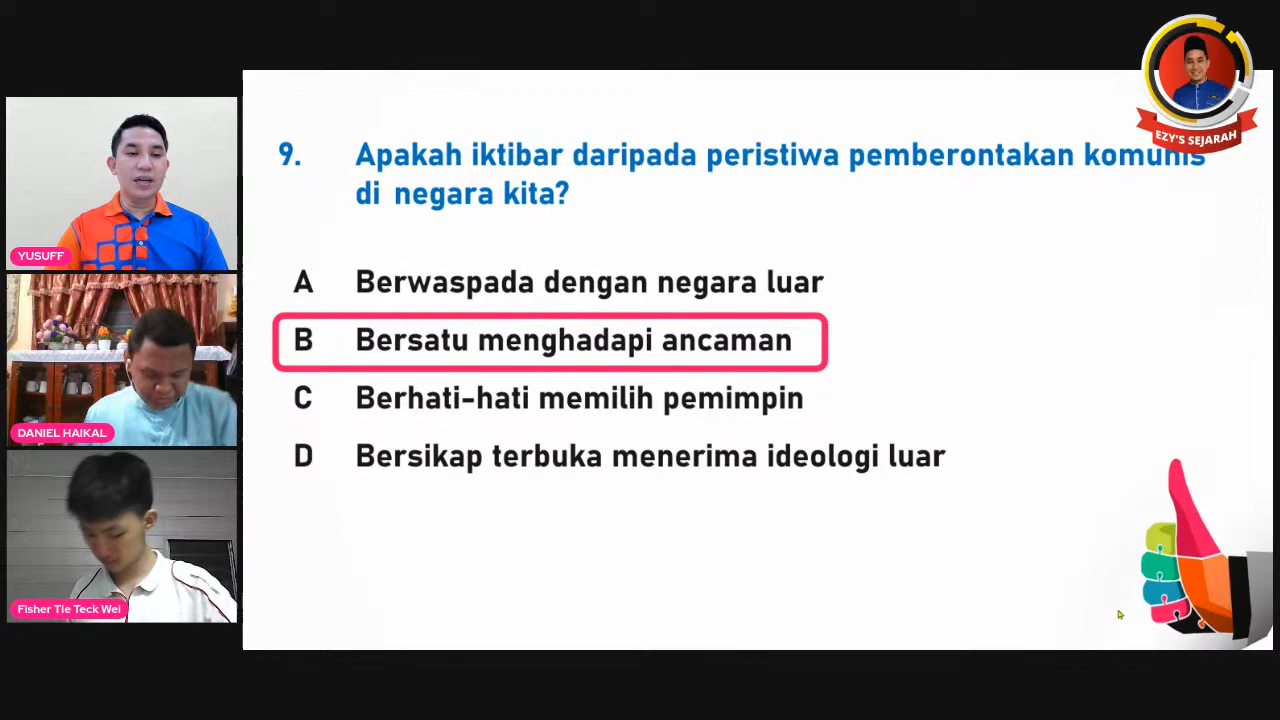 EZY'S SEJARAH
9. Apakah iktibar daripada peristiwa pemberontakan komunis
di negara kita?
A Berwaspada dengan negara luar
B Bersatu menghadapi ancaman
C Berhati-hati memilih pemimpin
D Bersikap terbuka menerima ideologi luar
YUSUFF
DANIEL HAIKAL
Fisher Tie Teck Wei